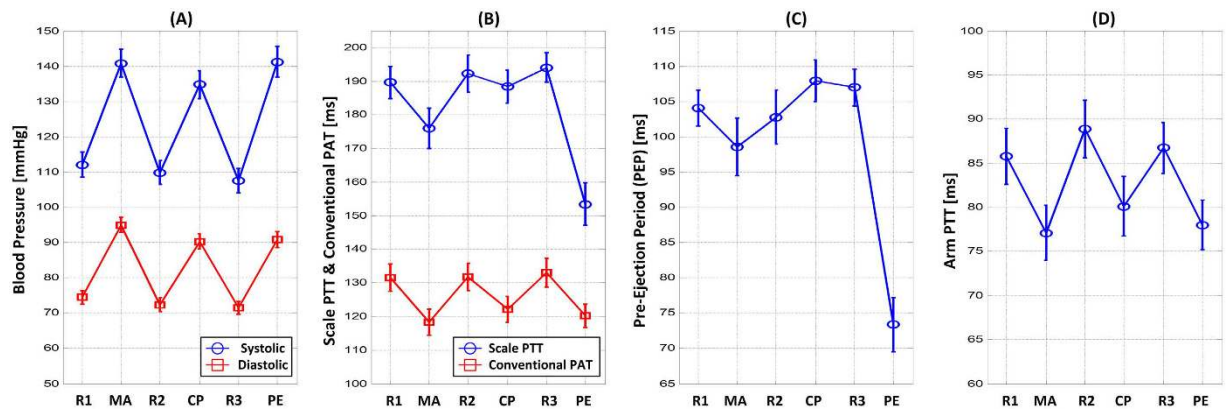 (A)
Blood Pressure [mmHg]
150
140
130
120
110
100
90
80
70
60
50
R1 MA R2 CP R3 PE
Systolic
Diastolic
(B)
Scale PTT & Conventional PAT [ms]
200
190
180
170
160
150
140
130
120
110
100
R1 MA R2 CP R3 PE
Scale PTT
Conventional PAT
(C)
Pre-Ejection Period (PEP) [ms]
115
110
105
100
95
90
85
80
75
70
65
R1 MA R2 CP R3 PE
(D)
Arm PTT [ms]
100
95
90
85
80
75
70
65
60
R1 MA R2 CP R3 PE